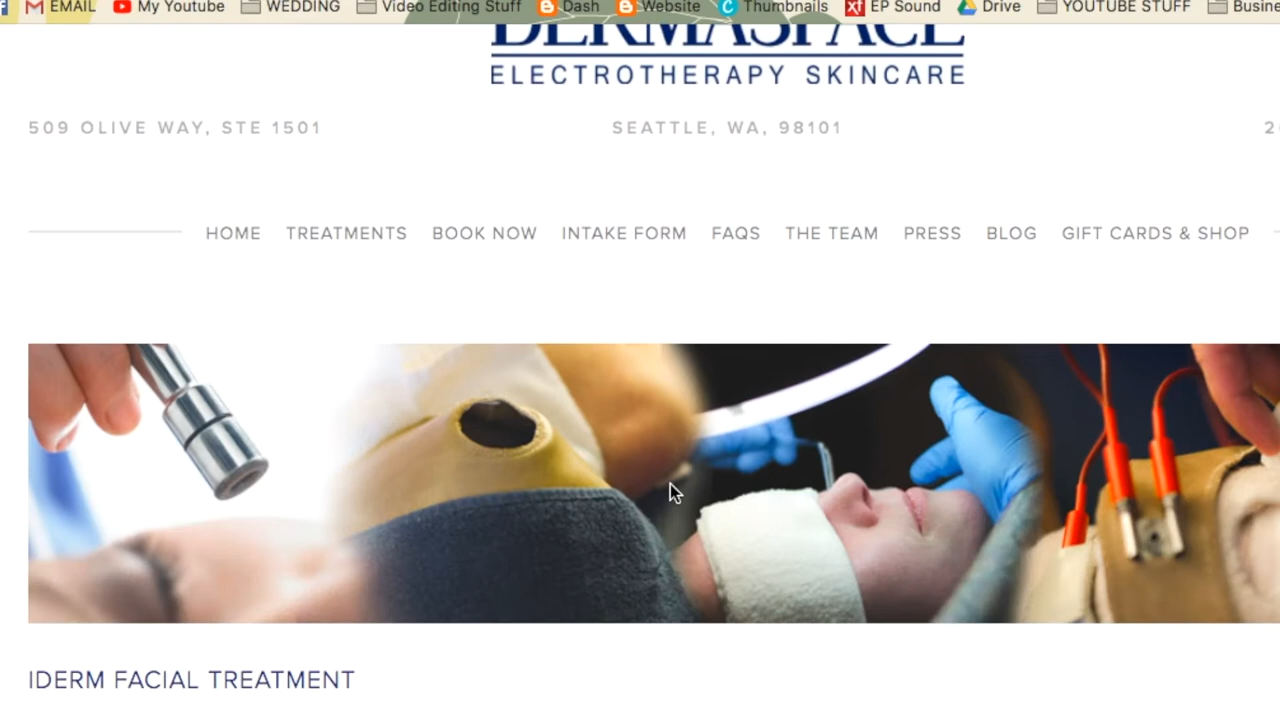 EMAIL My Youtube WEDDING Video Editing Stuff Dash Website Thumbnails EP Sound Drive YOUTUBE STUFF
DERMASPACE
ELECTROTHERAPY SKINCARE
509 OLIVE WAY, STE 1501 SEATTLE, WA, 98101
HOME TREATMENTS BOOK NOW INTAKE FORM FAQS THE TEAM PRESS BLOG GIFT CARDS & SHOP
IDERM FACIAL TREATMENT